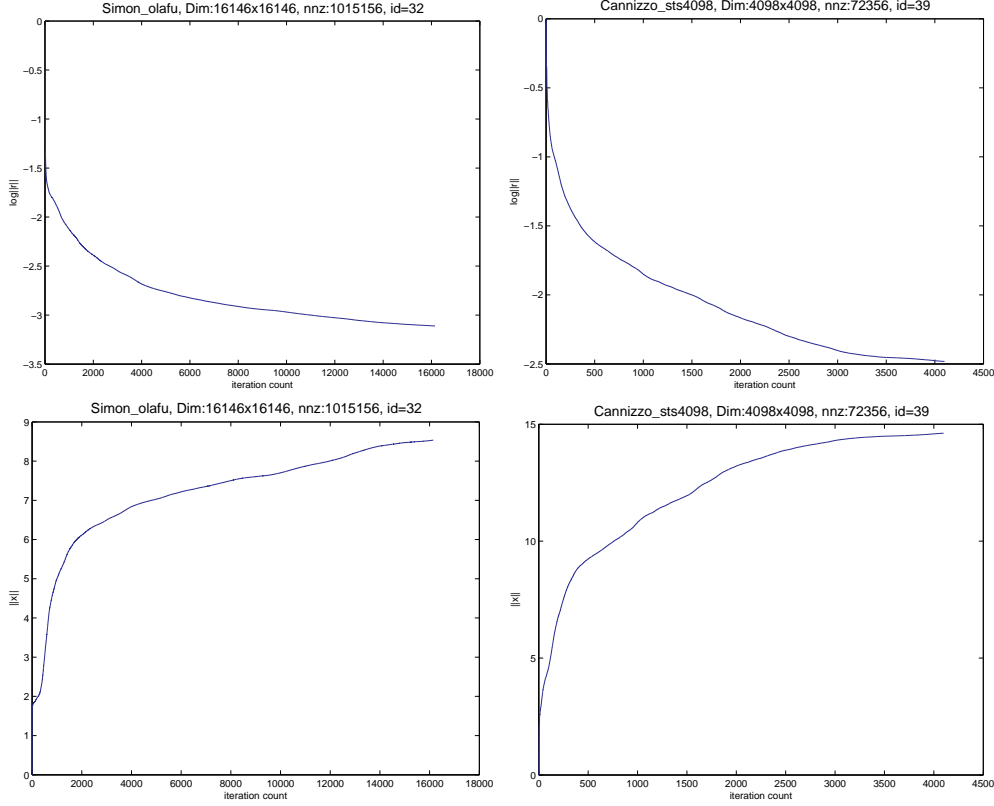 Simon_olafu, Dim:16146x16146, nnz:1015156, id=32
0
−0.5
−1
−1.5
−2
−2.5
−3
−3.5
log||r||
0 2000 4000 6000 8000 10000 12000 14000 16000 18000
iteration count
Cannizzo_sts4098, Dim:4098x4098, nnz:72356, id=39
0
−0.5
−1
−1.5
−2
−2.5
log||r||
0 500 1000 1500 2000 2500 3000 3500 4000 4500
iteration count
Simon_olafu, Dim:16146x16146, nnz:1015156, id=32
9
8
7
6
5
4
3
2
1
0
||x||
0 2000 4000 6000 8000 10000 12000 14000 16000 18000
iteration count
Cannizzo_sts4098, Dim:4098x4098, nnz:72356, id=39
15
10
5
0
||x||
0 500 1000 1500 2000 2500 3000 3500 4000 4500
iteration count